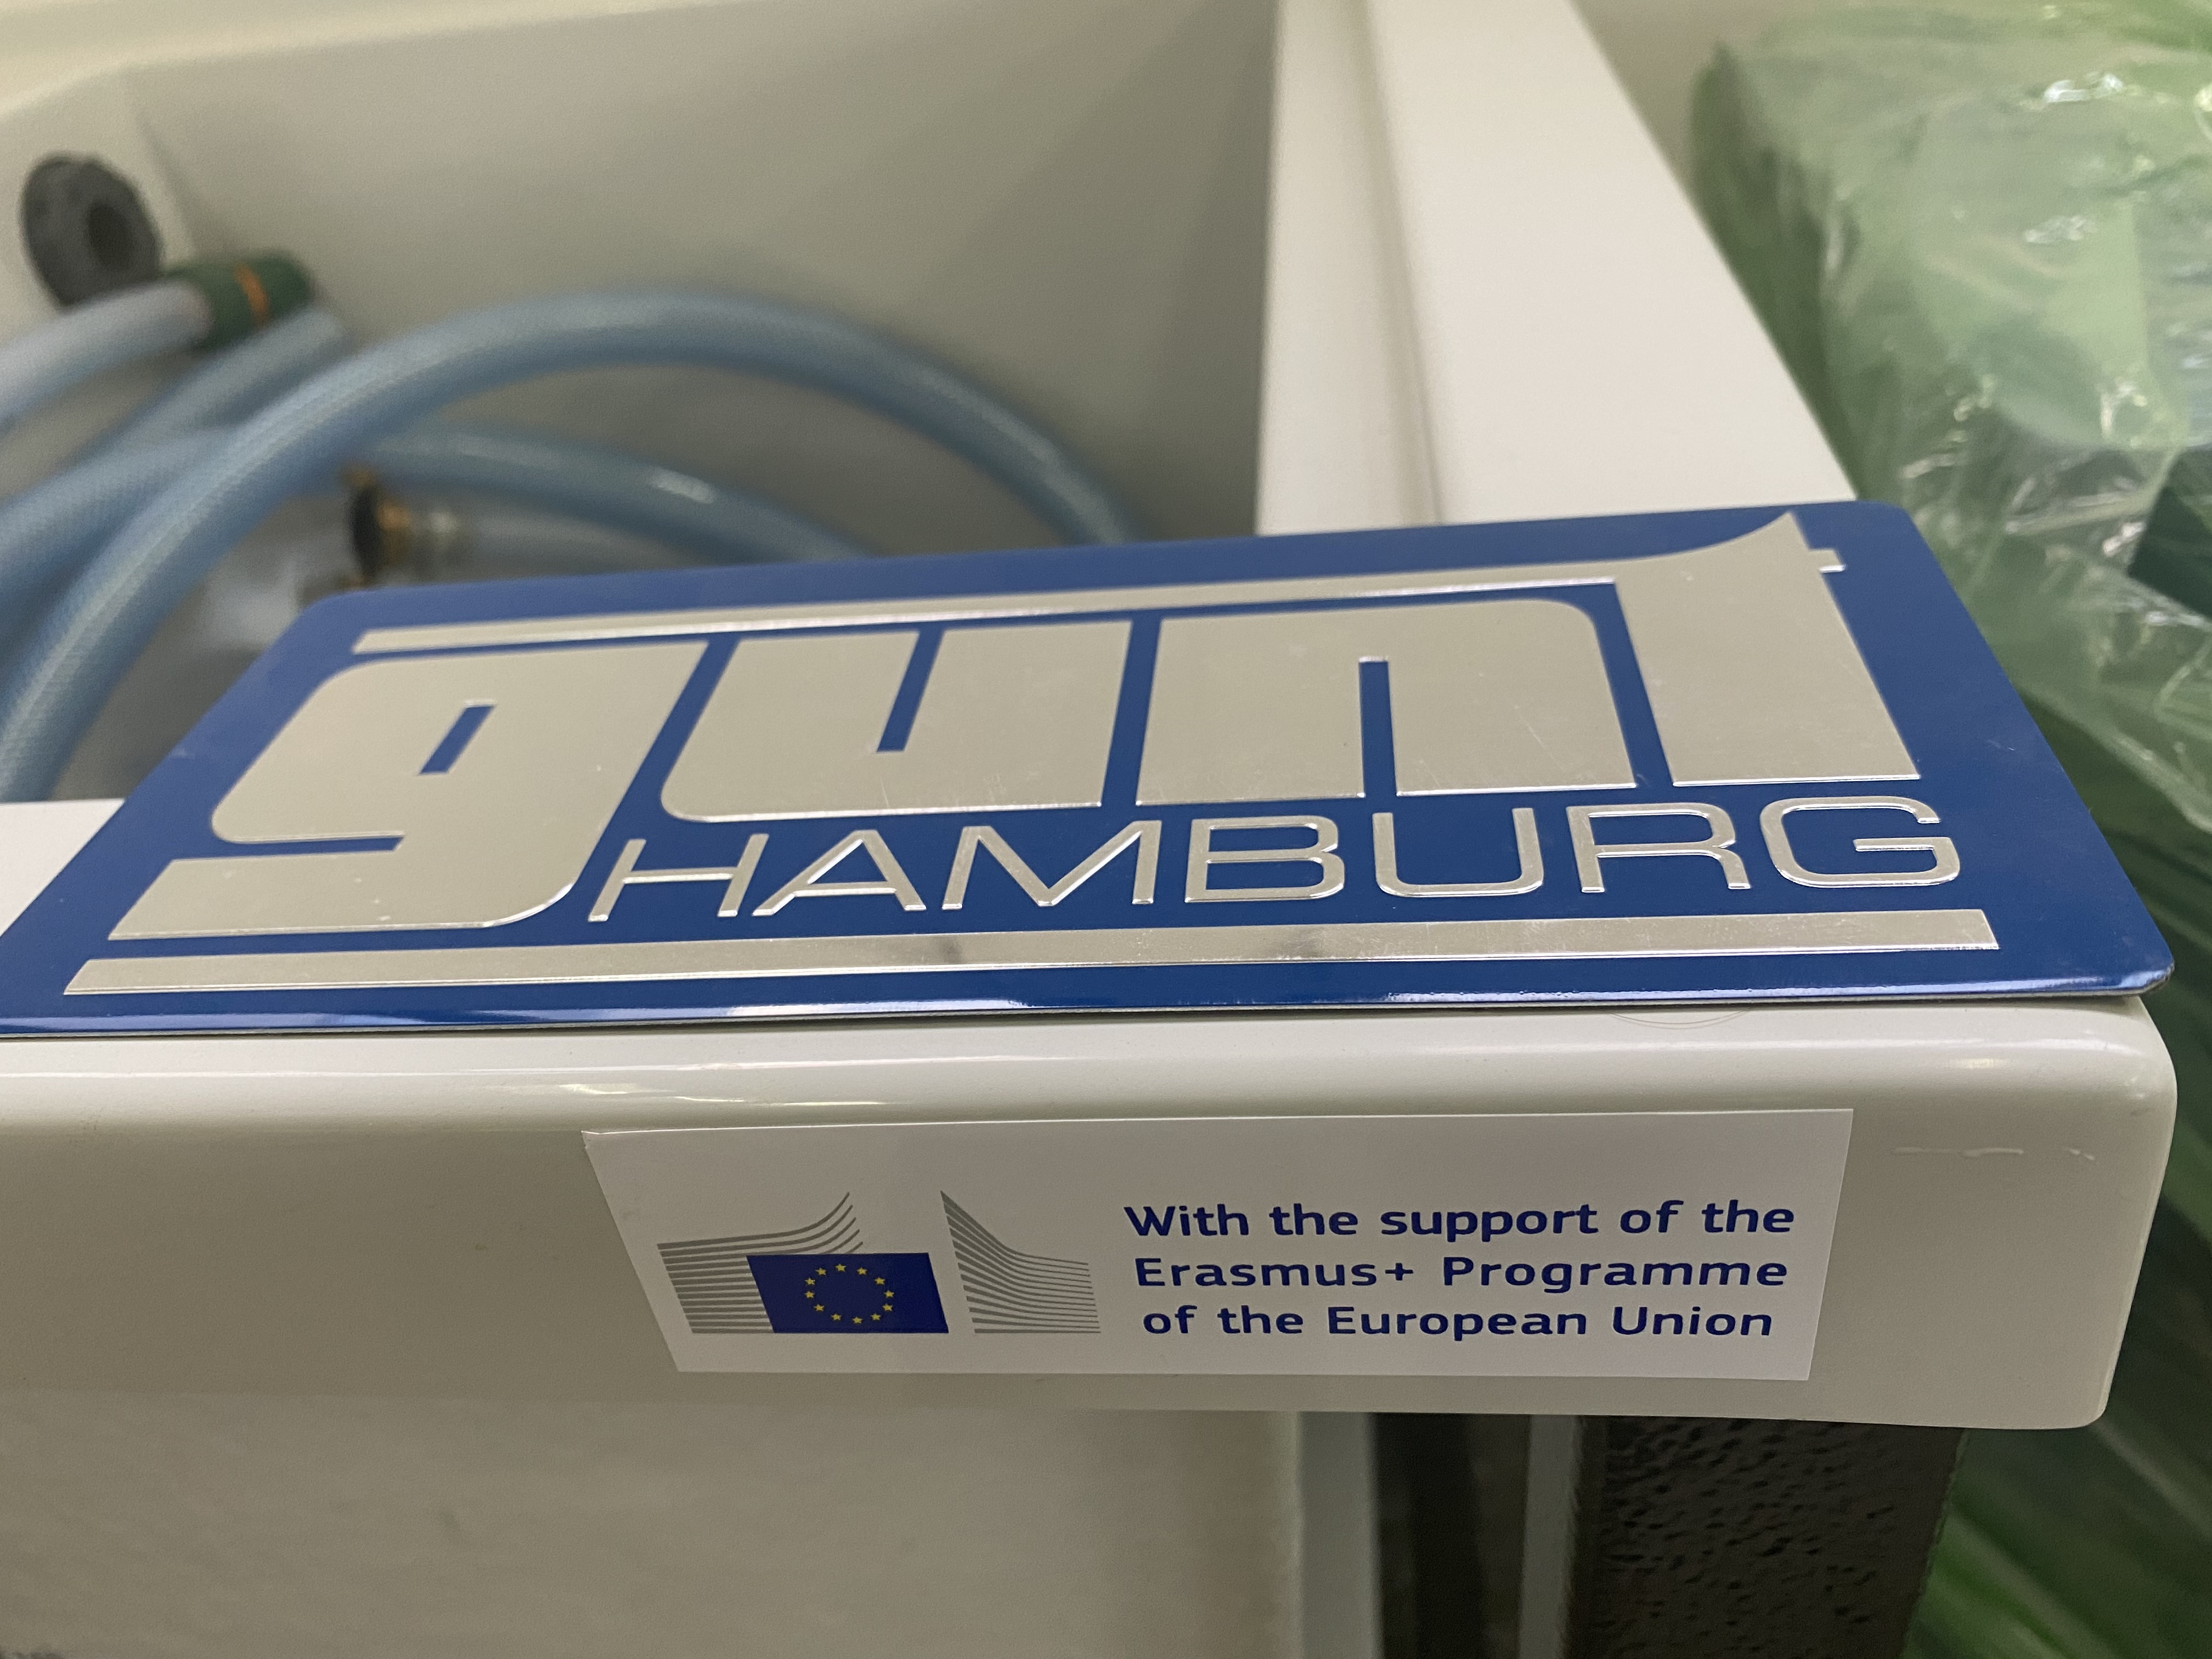 gunt
HAMBURG
With the support of the
Erasmus+ Programme
of the European Union